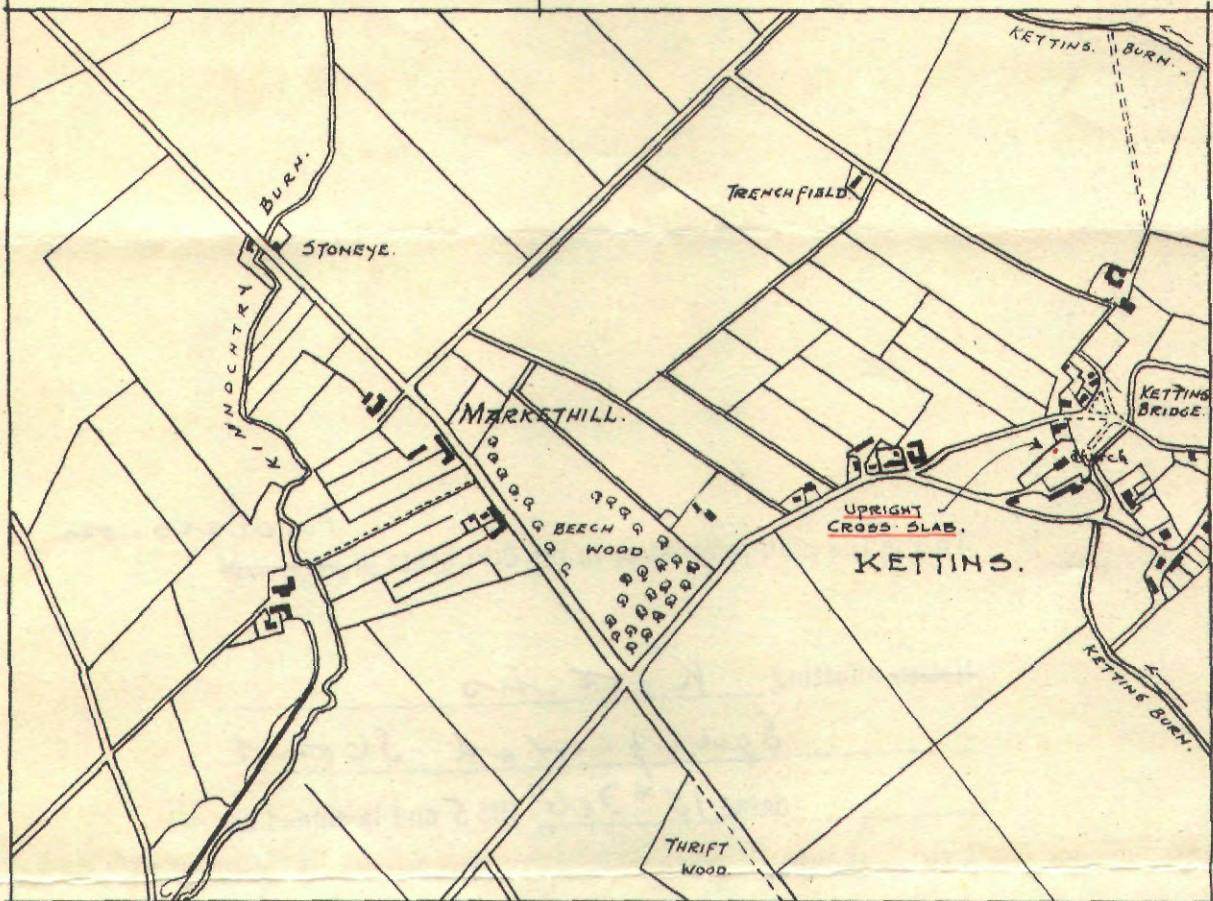 KETTINS. BURN.
TRENCHFIELD
BURN.
STONEYE.
KINNOCHTRY
MARKETHILL.
KETTINS
BRIDGE.
Church
UPRIGHT
CROSS-SLAB.
BEECH
WOOD
KETTINS.
KETTING BURN.
THRIFT
WOOD.